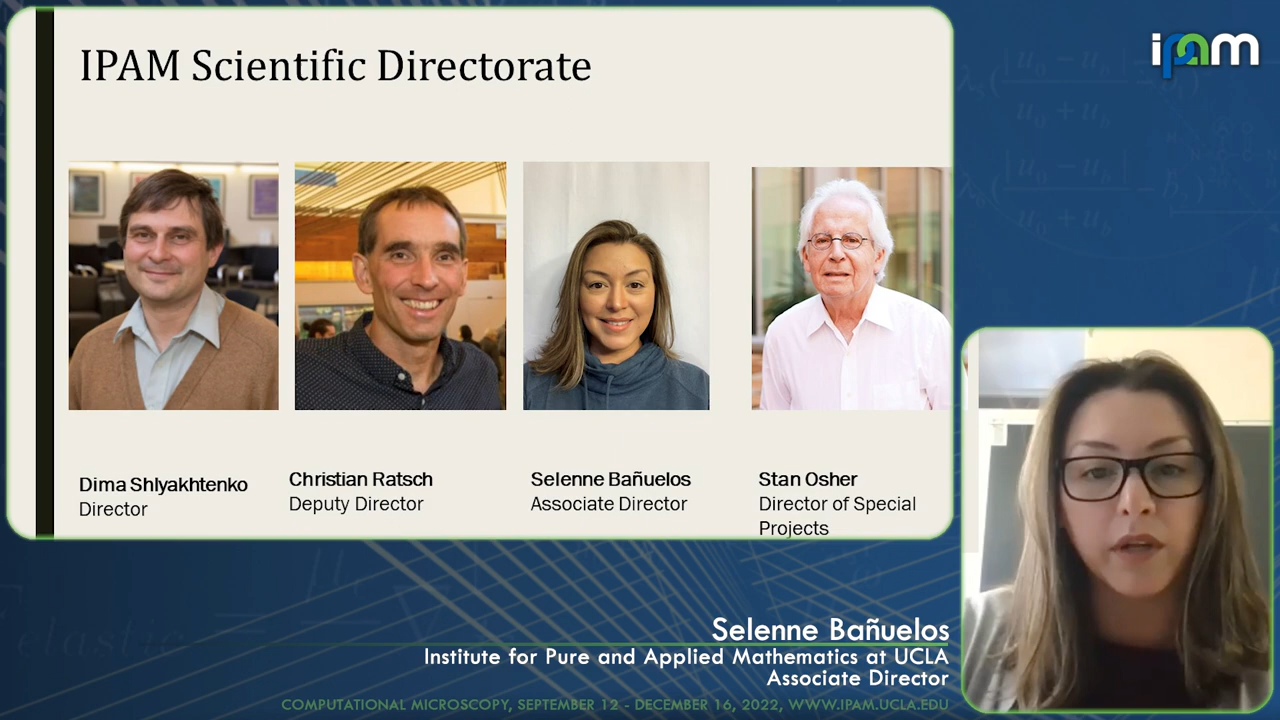 IPAM Scientific Directorate
ipam
Dima Shlyakhtenko
Director
Christian Ratsch
Deputy Director
Selenne Bañuelos
Associate Director
Stan Osher
Director of Special
Projects
elastic
Selenne Bañuelos
Institute for Pure and Applied Mathematics at UCLA
Associate Director
COMPUTATIONAL MICROSCOPY, SEPTEMBER 12 - DECEMBER 16, 2022, WWW.IPAM.UCLA.EDU